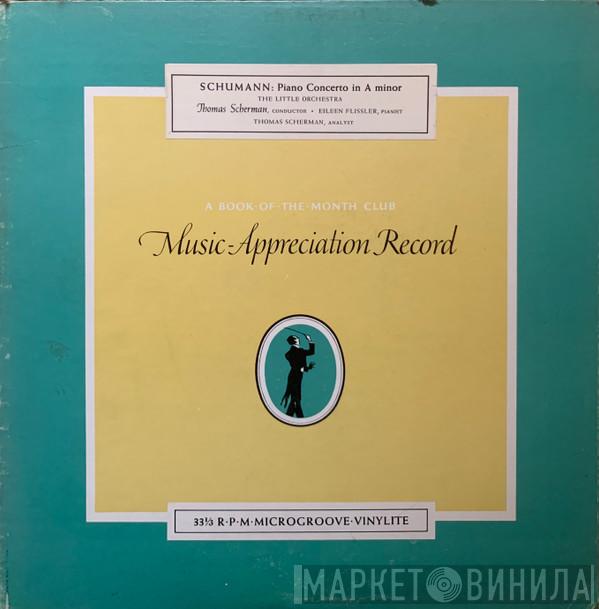 SCHUMANN: Piano Concerto in A minor
THE LITTLE ORCHESTRA
Thomas Scherman, CONDUCTOR · EILEEN FLISSLER, PIANIST
THOMAS SCHERMAN, ANALYST
A BOOK·OF·THE·MONTH CLUB
Music-Appreciation Record
33⅓ R·P·M·MICROGROOVE·VINYLITE
МАРКЕТ ВИНИЛА